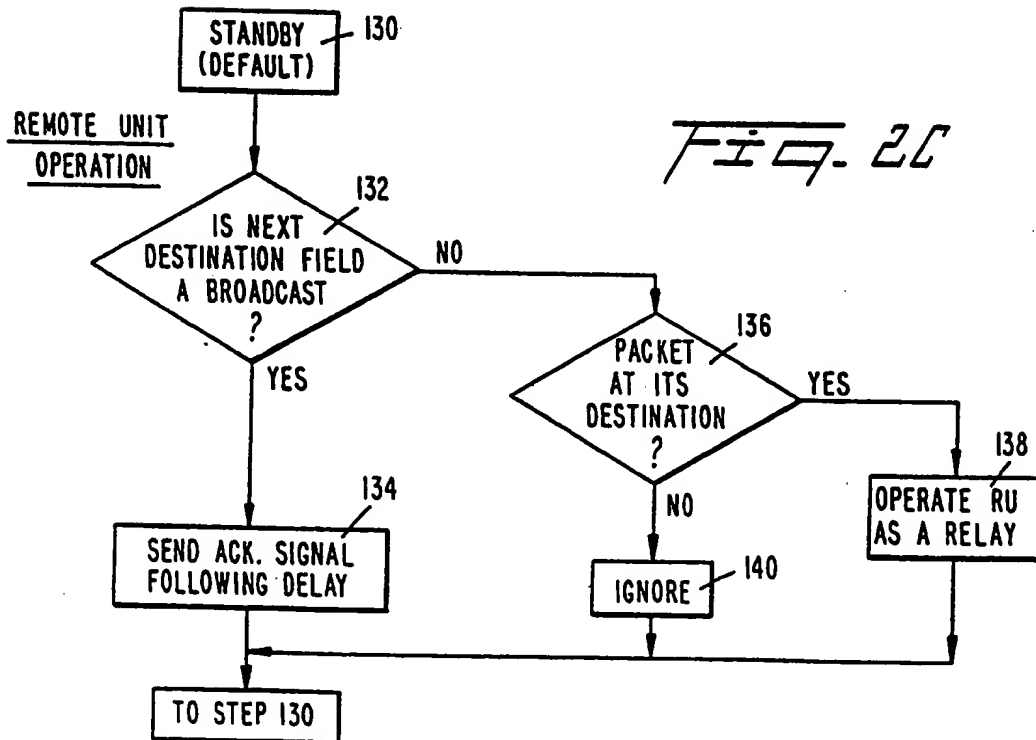 STANDBY
(DEFAULT)
130
REMOTE UNIT
OPERATION
Fig. 2C
132
IS NEXT
DESTINATION FIELD
A BROADCAST
?
NO
YES
136
PACKET
AT ITS
DESTINATION
?
YES
NO
138
OPERATE RU
AS A RELAY
134
SEND ACK. SIGNAL
FOLLOWING DELAY
140
IGNORE
TO STEP 130